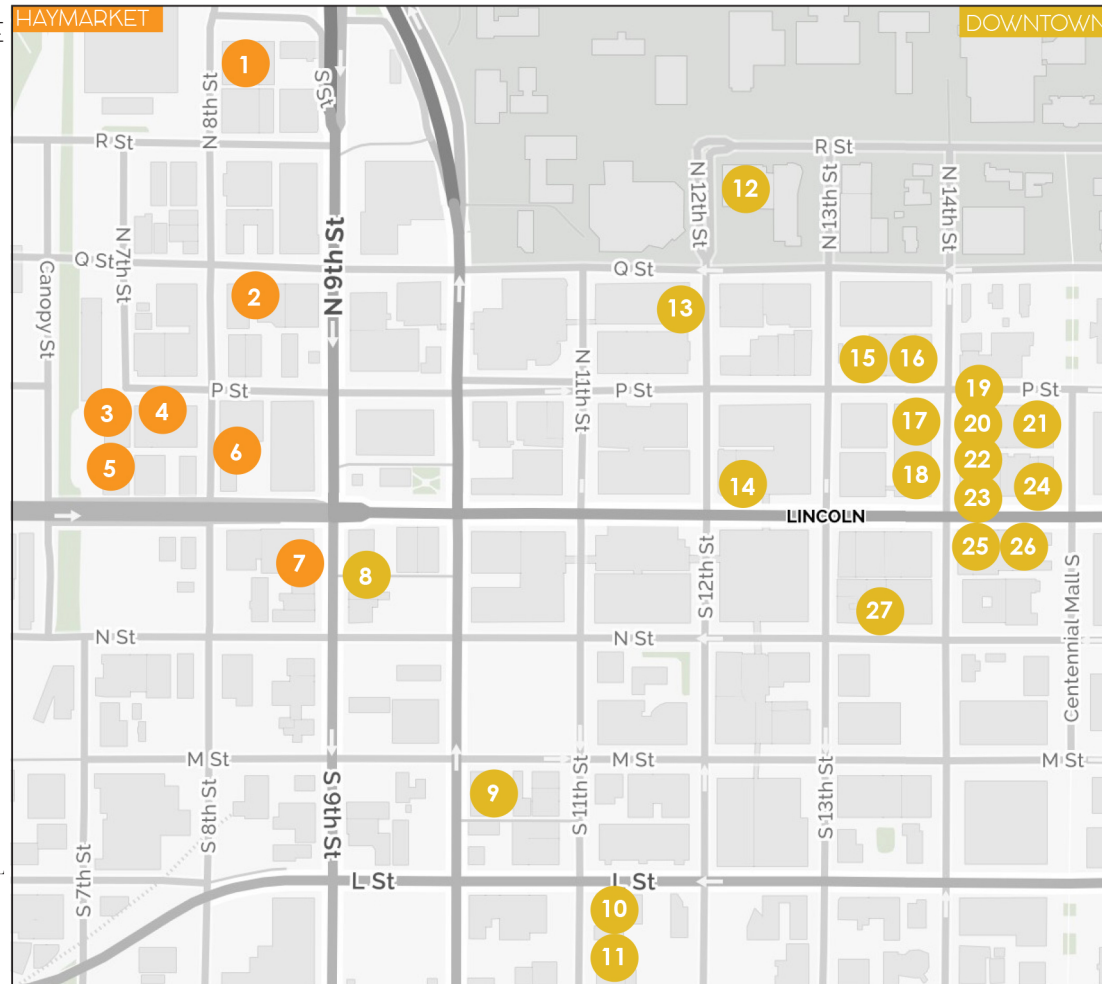 HAYMARKET
DOWNTOWN
1
N 8th St
S St
R St
R St
12
N 12th St
N 13th St
N 14th St
N 7th St
Q St
Canopy St
N 9th St
Q St
2
13
15
16
N 11th St
P St
P St
19
P St
3
4
17
20
21
6
5
22
18
14
24
23
LINCOLN
7
8
25
26
S 12th St
27
Centennial Mall S
N St
N St
M St
M St
M St
S 8th St
S 9th St
9
S 11th St
S 13th St
S 7th St
L St
L St
10
11